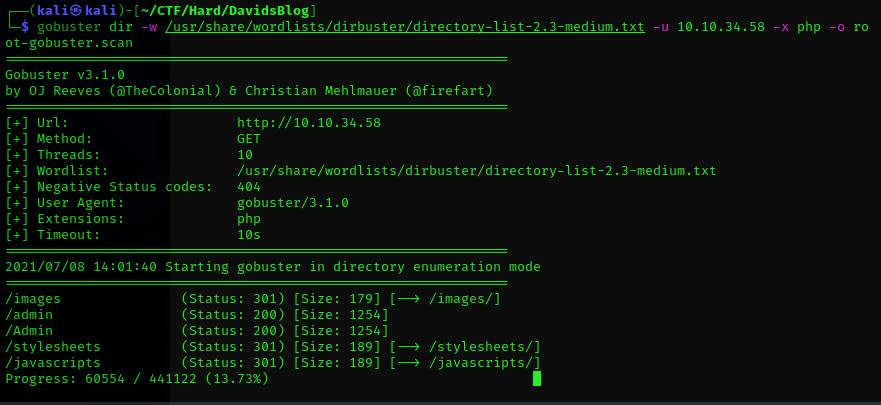 ┌──(kali㉿kali)-[~/CTF/Hard/DavidsBlog]
└─$ gobuster dir -w /usr/share/wordlists/dirbuster/directory-list-2.3-medium.txt -u 10.10.34.58 -x php -o ro
ot-gobuster.scan
===============================================================
Gobuster v3.1.0
by OJ Reeves (@TheColonial) & Christian Mehlmauer (@firefart)
===============================================================
[+] Url:                     http://10.10.34.58
[+] Method:                  GET
[+] Threads:                 10
[+] Wordlist:                /usr/share/wordlists/dirbuster/directory-list-2.3-medium.txt
[+] Negative Status codes:   404
[+] User Agent:              gobuster/3.1.0
[+] Extensions:              php
[+] Timeout:                 10s
===============================================================
2021/07/08 14:01:40 Starting gobuster in directory enumeration mode
===============================================================
/images               (Status: 301) [Size: 179] [--> /images/]
/admin                (Status: 200) [Size: 1254]
/Admin                (Status: 200) [Size: 1254]
/stylesheets          (Status: 301) [Size: 189] [--> /stylesheets/]
/javascripts          (Status: 301) [Size: 189] [--> /javascripts/]
Progress: 60554 / 441122 (13.73%)